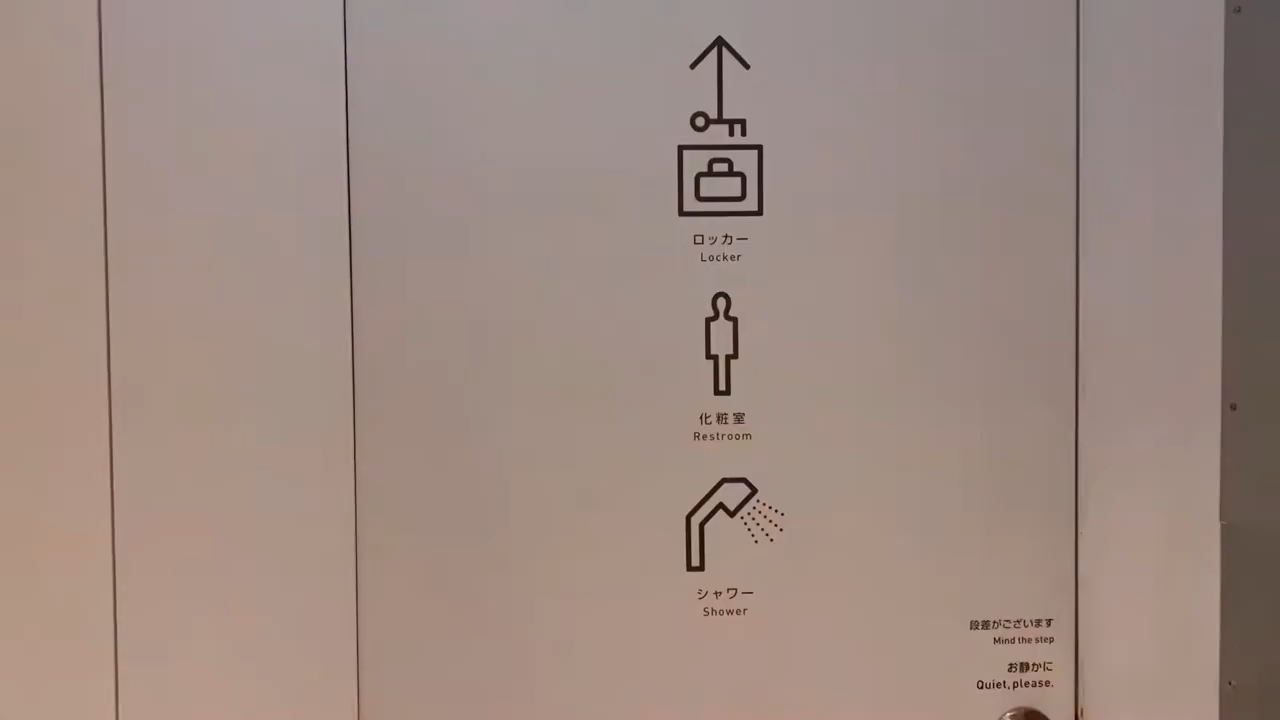 ロッカー
Locker
化粧室
Restroom
シャワー
Shower
段差がございます
Mind the step
お静かに
Quiet, please.